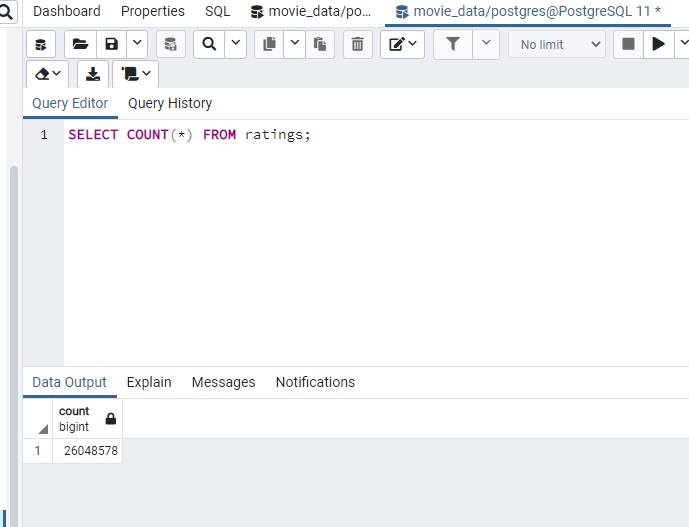 Dashboard Properties SQL movie_data/po... movie_data/postgres@PostgreSQL 11 *
No limit
Query Editor Query History
1 SELECT COUNT(*) FROM ratings;
Data Output Explain Messages Notifications
count
bigint
1 26048578